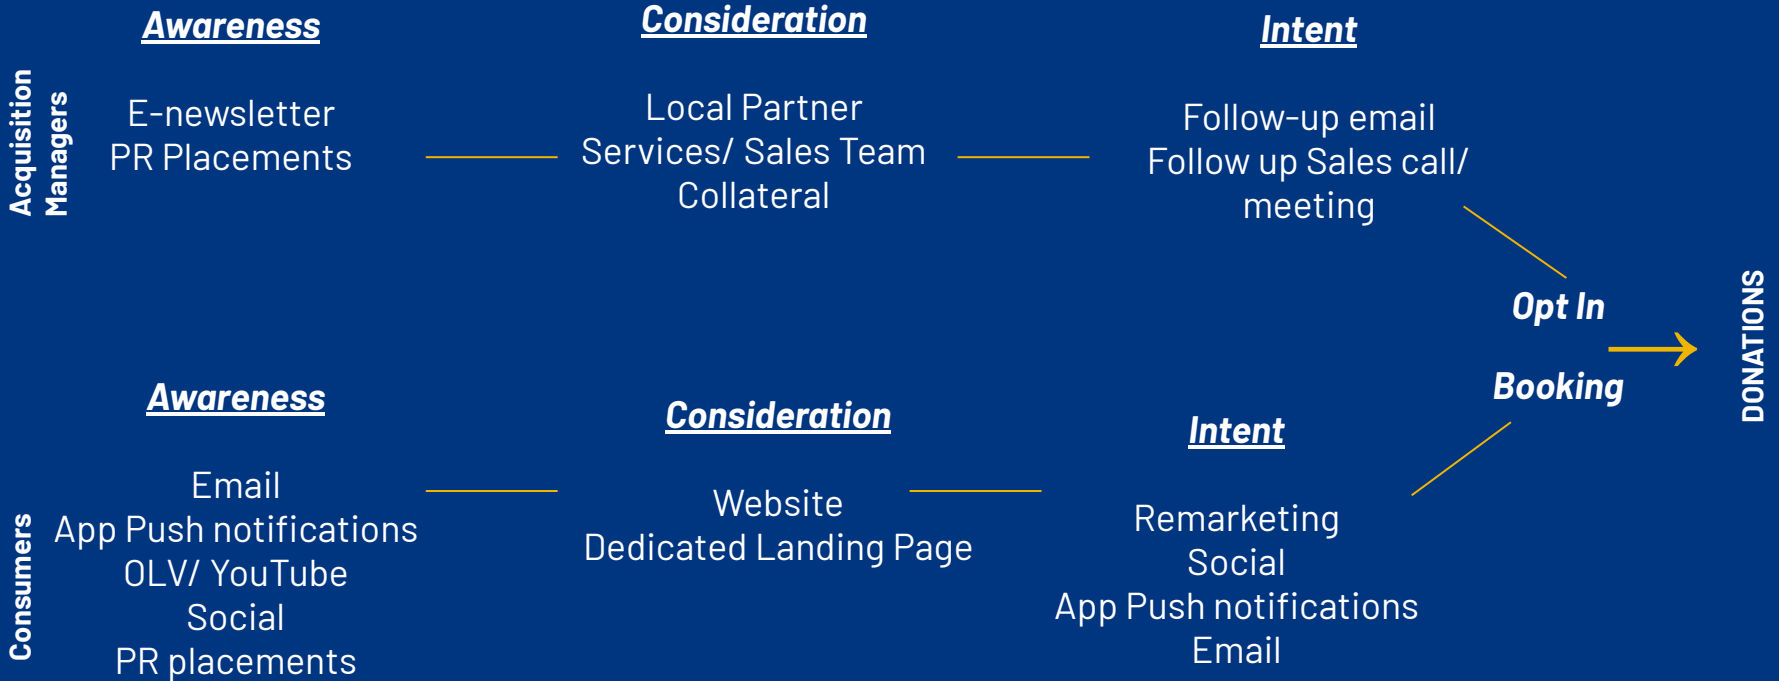 Acquisition
Managers
Awareness
E-newsletter
PR Placements
Consideration
Local Partner
Services/ Sales Team
Collateral
Intent
Follow-up email
Follow up Sales call/
meeting
Consumers
Awareness
Email
App Push notifications
OLV/ YouTube
Social
PR placements
Consideration
Website
Dedicated Landing Page
Intent
Remarketing
Social
App Push notifications
Email
Opt In
Booking
DONATIONS